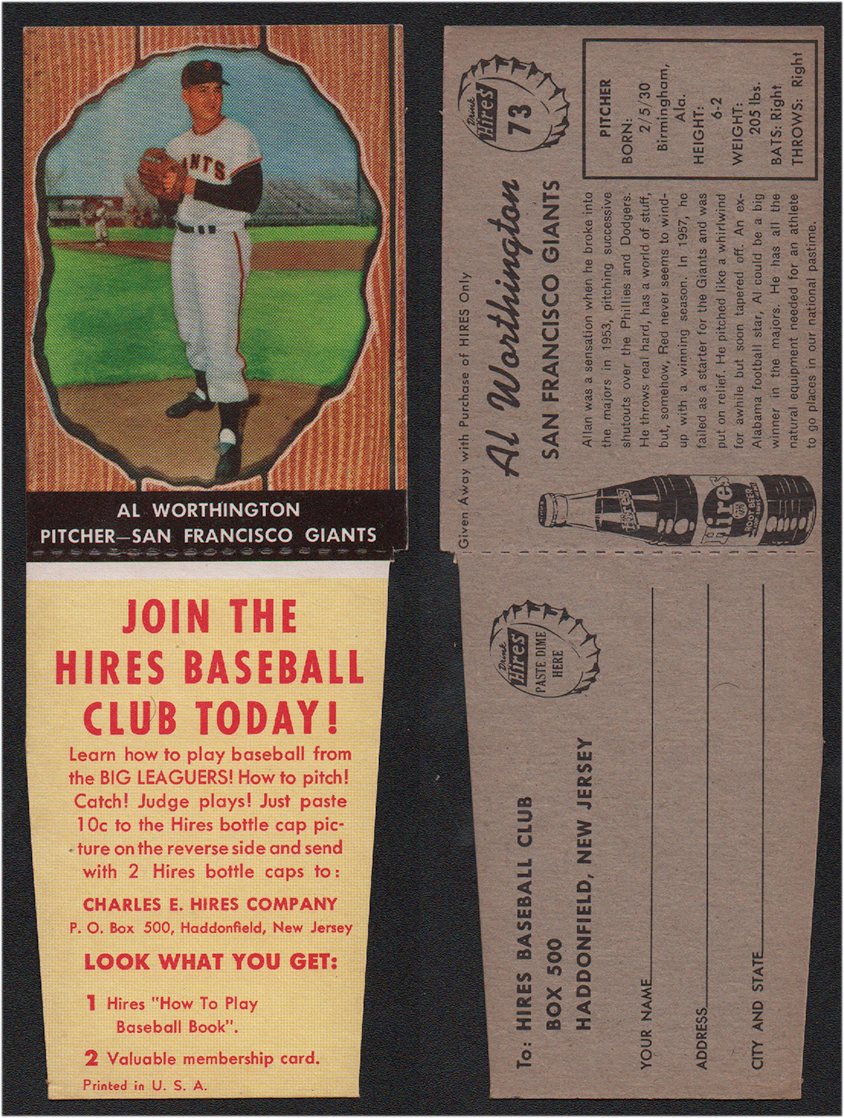 GIANTS
AL WORTHINGTON
PITCHER—SAN FRANCISCO GIANTS
JOIN THE
HIRES BASEBALL
CLUB TODAY!
Learn how to play baseball from
the BIG LEAGUERS! How to pitch!
Catch! Judge plays! Just paste
10c to the Hires bottle cap pic-
ture on the reverse side and send
with 2 Hires bottle caps to:
CHARLES E. HIRES COMPANY
P. O. Box 500, Haddonfield, New Jersey
LOOK WHAT YOU GET:
1 Hires "How To Play
Baseball Book".
2 Valuable membership card.
Printed in U. S. A.
Given Away with Purchase of HIRES Only
Drink
Hires
73
Al Worthington
SAN FRANCISCO GIANTS
PITCHER
BORN:
2/5/30
Birmingham,
Ala.
HEIGHT:
6-2
WEIGHT:
205 lbs.
BATS: Right
THROWS: Right
Allan was a sensation when he broke into
the majors in 1953, pitching successive
shutouts over the Phillies and Dodgers.
He throws real hard, has a world of stuff,
but, somehow, Red never seems to wind-
up with a winning season. In 1957, he
failed as a starter for the Giants and was
put on relief. He pitched like a whirlwind
for awhile but soon tapered off. An ex-
Alabama football star, Al could be a big
winner in the majors. He has all the
natural equipment needed for an athlete
to go places in our national pastime.
Hires
Hires
ROOT BEER
Drink
Hires
PASTE DIME
HERE
To: HIRES BASEBALL CLUB
BOX 500
HADDONFIELD, NEW JERSEY
YOUR NAME
ADDRESS
CITY AND STATE